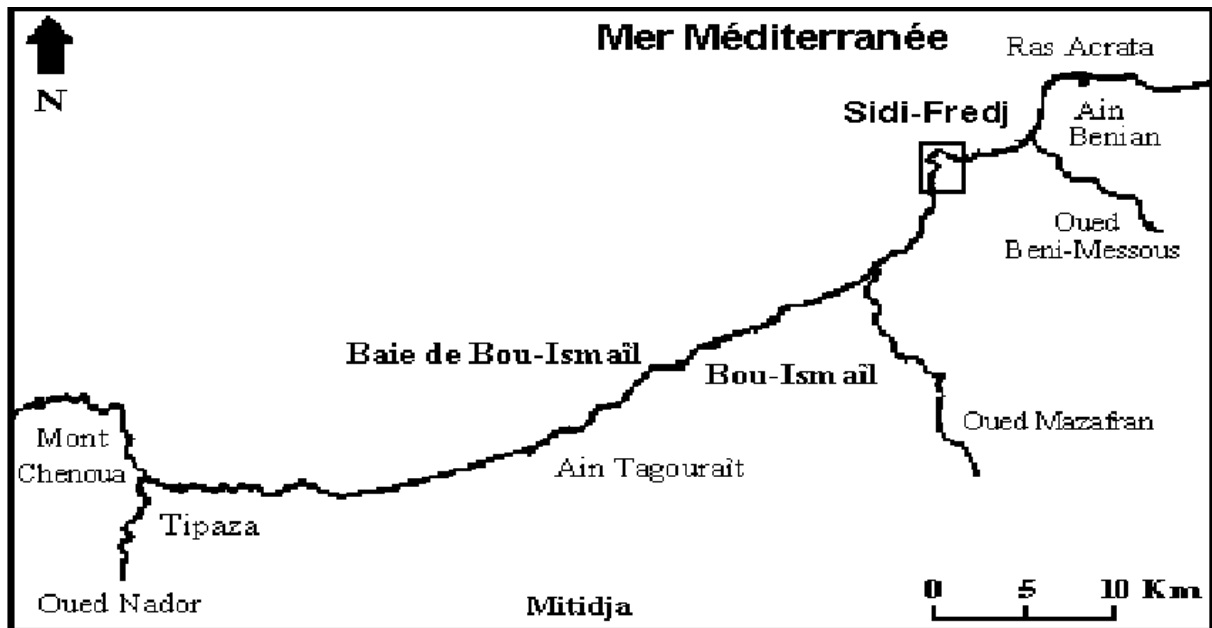 Mer Méditerranée
Ras Acrata
N
Sidi-Fredj
Ain
Benian
Oued
Beni-Messous
Baie de Bou-Ismaïl
Bou-Ismaïl
Mont
Chenoua
Oued Mazafran
Ain Tagouraït
Tipaza
0 5 10 Km
Oued Nador
Mitidja